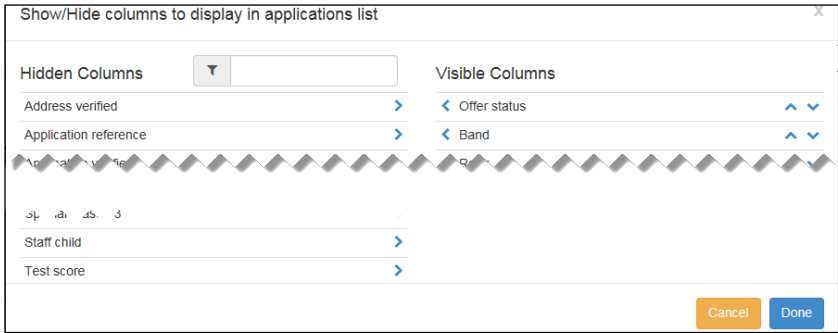 Show/Hide columns to display in applications list
X
Hidden Columns
Visible Columns
Address verified
Offer status
Application reference
Band
3
Staff child
Test score
Cancel
Done